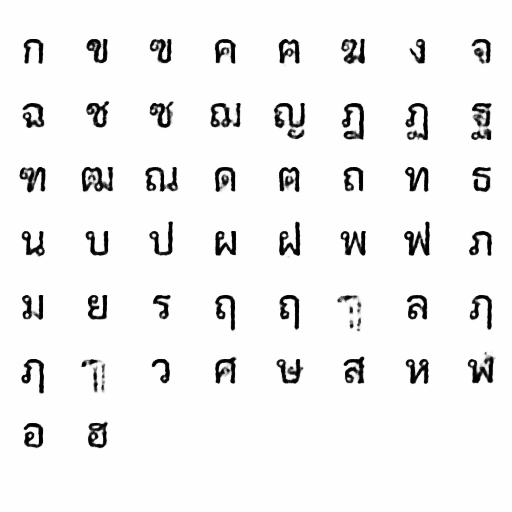 ก ข ฃ ค ฅ ฆ ง จ
ฉ ช ซ ฌ ญ ฎ ฏ ฐ
ฑ ฒ ณ ด ต ถ ท ธ
น บ ป ผ ฝ พ ฟ ภ
ม ย ร ฤ ฤ ล ฦ
ฦ ว ศ ษ ส ห ฬ
อ ฮ